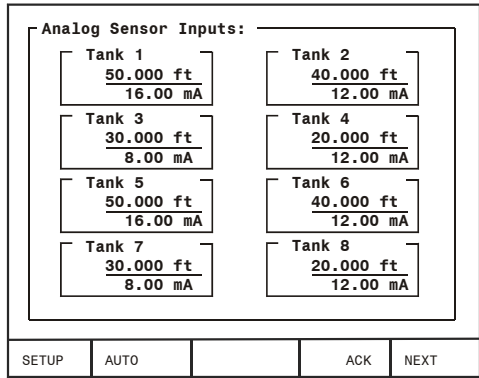 Analog Sensor Inputs:
Tank 1
50.000 ft
16.00 mA
Tank 2
40.000 ft
12.00 mA
Tank 3
30.000 ft
8.00 mA
Tank 4
20.000 ft
12.00 mA
Tank 5
50.000 ft
16.00 mA
Tank 6
40.000 ft
12.00 mA
Tank 7
30.000 ft
8.00 mA
Tank 8
20.000 ft
12.00 mA
SETUP AUTO ACK NEXT